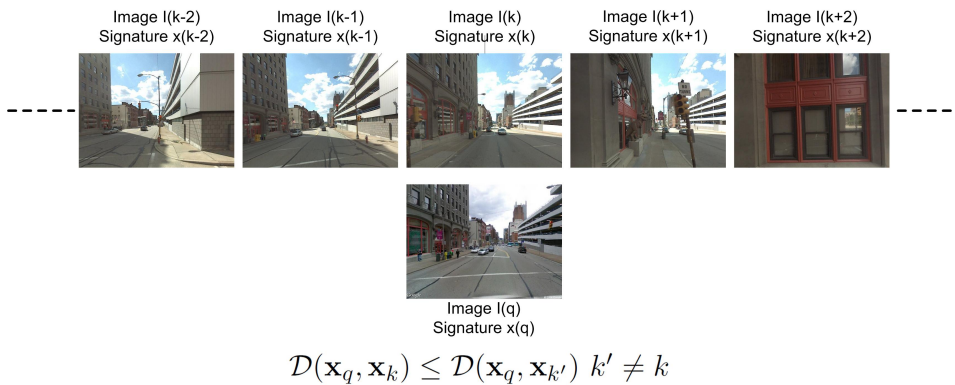 Image I(k-2) Image I(k-1) Image I(k) Image I(k+1) Image I(k+2)
Signature x(k-2) Signature x(k-1) Signature x(k) Signature x(k+1) Signature x(k+2)
Image I(q)
Signature x(q)
𝒟(𝐱_q, 𝐱_k) ≤ 𝒟(𝐱_q, 𝐱_k′) k′ ≠ k